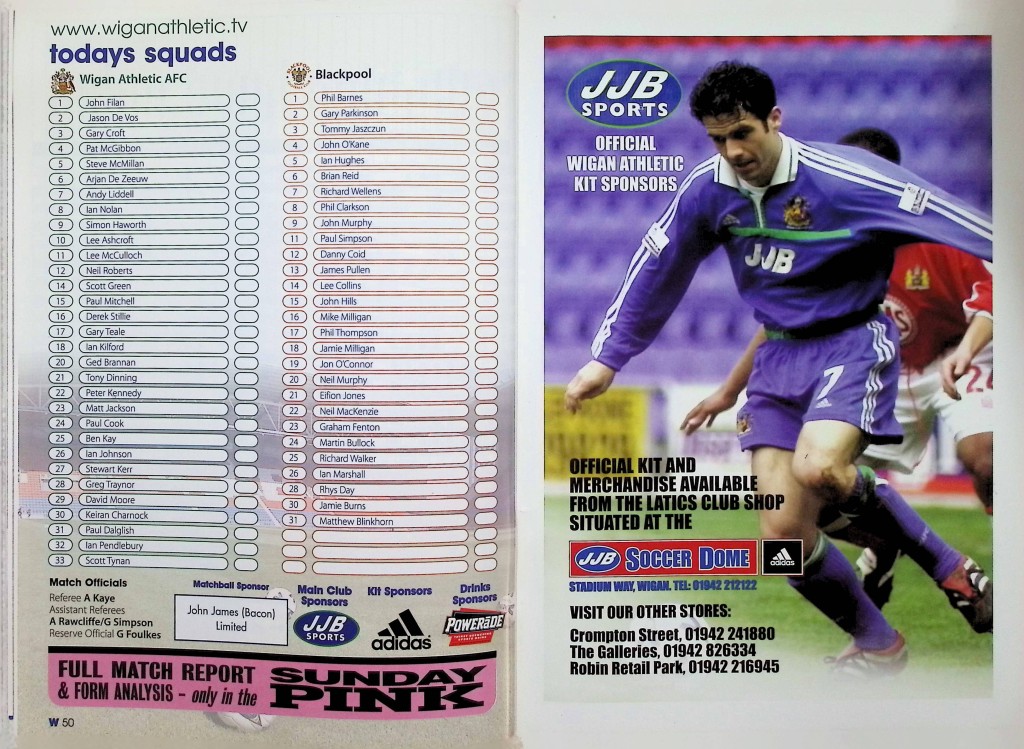 www.wiganathletic.tv
todays squads
Wigan Athletic AFC
1 John Filan
2 Jason De Vos
3 Gary Croft
4 Pat McGibbon
5 Steve McMillan
6 Arjan De Zeeuw
7 Andy Liddell
8 Ian Nolan
9 Simon Haworth
10 Lee Ashcroft
11 Lee McCulloch
12 Neil Roberts
14 Scott Green
15 Paul Mitchell
16 Derek Stillie
17 Gary Teale
18 Ian Kilford
20 Ged Brannan
21 Tony Dinning
22 Peter Kennedy
23 Matt Jackson
24 Paul Cook
25 Ben Kay
26 Ian Johnson
27 Stewart Kerr
28 Greg Traynor
29 David Moore
30 Keiran Charnock
31 Paul Dalglish
32 Ian Pendlebury
33 Scott Tynan
Blackpool
1 Phil Barnes
2 Gary Parkinson
3 Tommy Jaszczun
4 John O'Kane
5 Ian Hughes
6 Brian Reid
7 Richard Wellens
8 Phil Clarkson
9 John Murphy
11 Paul Simpson
12 Danny Coid
13 James Pullen
14 Lee Collins
15 John Hills
16 Mike Milligan
17 Phil Thompson
18 Jamie Milligan
19 Jon O'Connor
20 Neil Murphy
21 Eifion Jones
22 Neil MacKenzie
23 Graham Fenton
24 Martin Bullock
25 Richard Walker
26 Ian Marshall
28 Rhys Day
30 Jamie Burns
31 Matthew Blinkhorn
Match Officials
Referee A Kaye
Assistant Referees
A Rawcliffe/G Simpson
Reserve Official G Foulkes
Matchball Sponsor
John James (Bacon)
Limited
Main Club
Sponsors
JJB
SPORTS
Kit Sponsors
adidas
Drinks
Sponsors
POWERADE
FULL MATCH REPORT
& FORM ANALYSIS - only in the
SUNDAY
PINK
W 50
JJB
SPORTS
OFFICIAL
WIGAN ATHLETIC
KIT SPONSORS
JJB
7
OFFICIAL KIT AND
MERCHANDISE AVAILABLE
FROM THE LATICS CLUB SHOP
SITUATED AT THE
JJB SOCCER DOME
adidas
STADIUM WAY, WIGAN. TEL: 01942 212122
VISIT OUR OTHER STORES:
Crompton Street, 01942 241880
The Galleries, 01942 826334
Robin Retail Park, 01942 216945